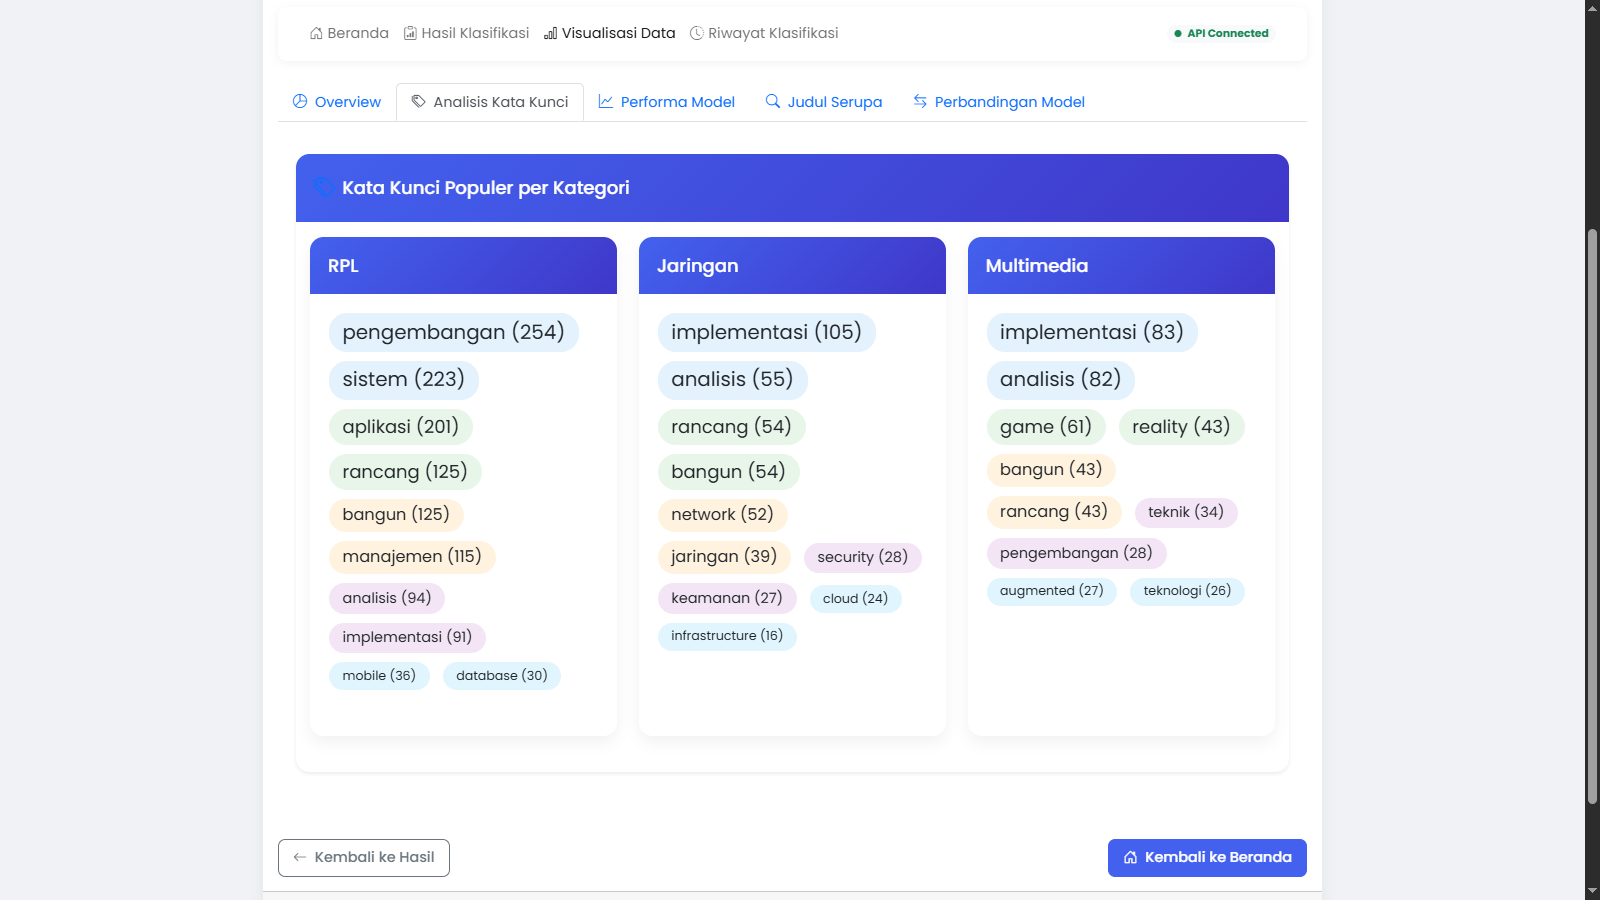 Beranda Hasil Klasifikasi Visualisasi Data Riwayat Klasifikasi API Connected
Overview Analisis Kata Kunci Performa Model Judul Serupa Perbandingan Model
Kata Kunci Populer per Kategori
RPL
pengembangan (254)
sistem (223)
aplikasi (201)
rancang (125)
bangun (125)
manajemen (115)
analisis (94)
implementasi (91)
mobile (36) database (30)
Jaringan
implementasi (105)
analisis (55)
rancang (54)
bangun (54)
network (52)
jaringan (39) security (28)
keamanan (27) cloud (24)
infrastructure (16)
Multimedia
implementasi (83)
analisis (82)
game (61) reality (43)
bangun (43)
rancang (43) teknik (34)
pengembangan (28)
augmented (27) teknologi (26)
Kembali ke Hasil Kembali ke Beranda